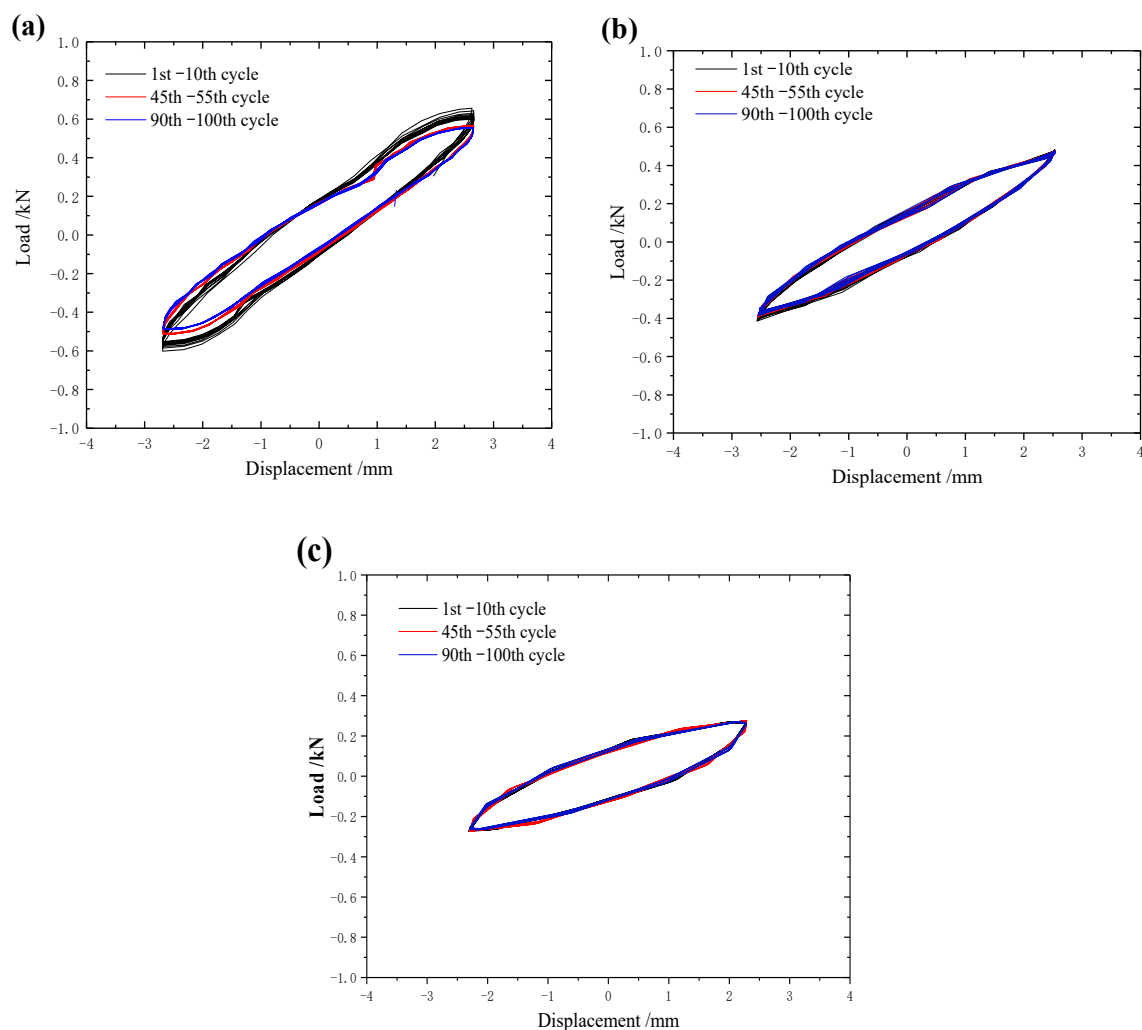 (a)
1.0
0.8
0.6
0.4
0.2
0.0
-0.2
-0.4
-0.6
-0.8
-1.0
Load /kN
1st -10th cycle
45th -55th cycle
90th -100th cycle
-4 -3 -2 -1 0 1 2 3 4
Displacement /mm
(b)
1.0
0.8
0.6
0.4
0.2
0.0
-0.2
-0.4
-0.6
-0.8
-1.0
Load /kN
1st -10th cycle
45th -55th cycle
90th -100th cycle
-4 -3 -2 -1 0 1 2 3 4
Displacement /mm
(c)
1.0
0.8
0.6
0.4
0.2
0.0
-0.2
-0.4
-0.6
-0.8
-1.0
Load /kN
1st -10th cycle
45th -55th cycle
90th -100th cycle
-4 -3 -2 -1 0 1 2 3 4
Displacement /mm